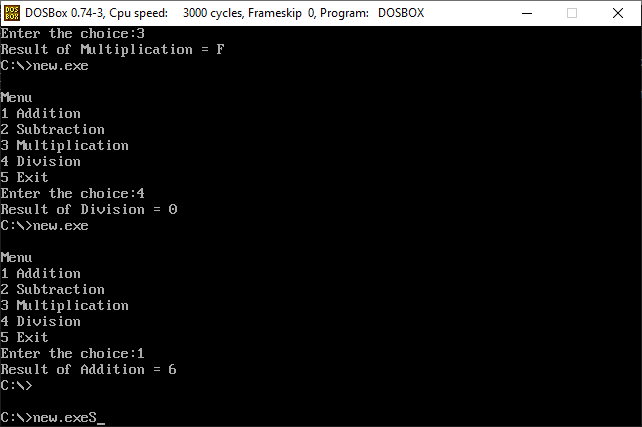 DOSBox 0.74-3, Cpu speed: 3000 cycles, Frameskip 0, Program: DOSBOX
Enter the choice:3
Result of Multiplication = F
C:\>new.exe
Menu
1 Addition
2 Subtraction
3 Multiplication
4 Division
5 Exit
Enter the choice:4
Result of Division = 0
C:\>new.exe
Menu
1 Addition
2 Subtraction
3 Multiplication
4 Division
5 Exit
Enter the choice:1
Result of Addition = 6
C:\>
C:\>new.exeS_